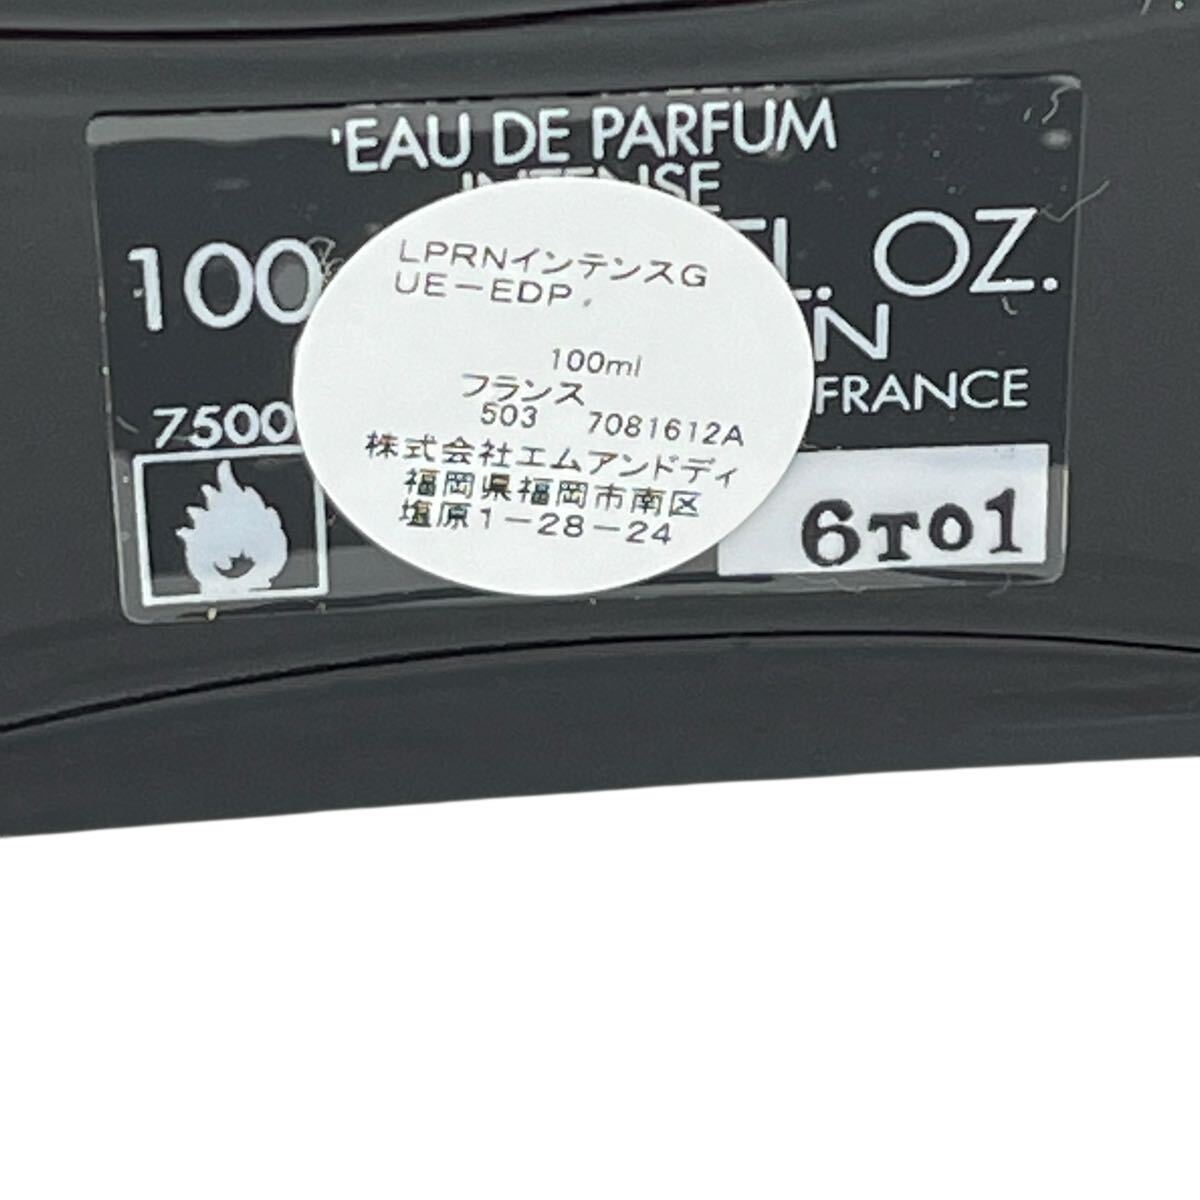 'EAU DE PARFUM
INTENSE
100 FL. OZ.
EN
7500 FRANCE
6T01
LPRNインテンスG
UE－EDP
100ml
フランス
503 7081612A
株式会社エムアンドディ
福岡県福岡市南区
塩原1－28－24